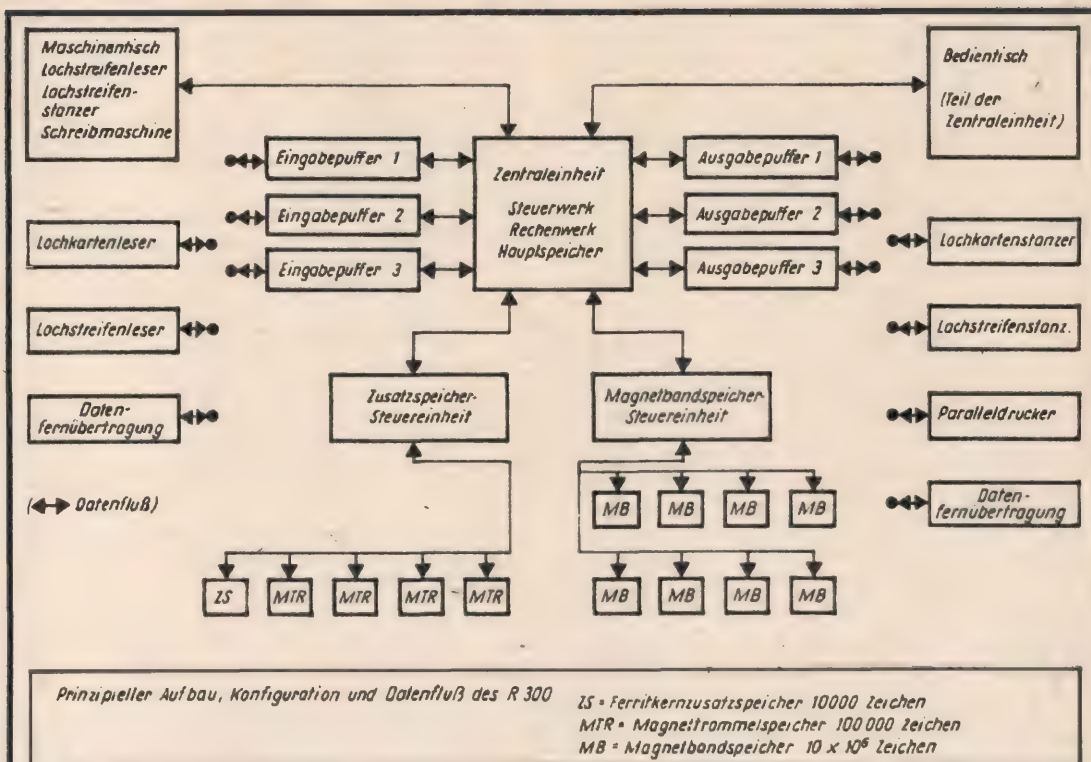 Maschinentisch
Lochstreifenleser
Lochstreifen-
stanzer
Schreibmaschine
Bedientisch
(Teil der
Zentraleinheit)
Eingabepuffer 1
Eingabepuffer 2
Eingabepuffer 3
Zentraleinheit
Steuerwerk
Rechenwerk
Hauptspeicher
Ausgabepuffer 1
Ausgabepuffer 2
Ausgabepuffer 3
Lochkartenleser
Lochstreifenleser
Daten-
fernübertragung
Lochkartenstanzer
Lochstreifenstanz.
Paralleldrucker
Daten-
fernübertragung
Zusatzspeicher-
Steuereinheit
Magnetbandspeicher-
Steuereinheit
(↔ Datenfluß)
MB MB MB MB
ZS MTR MTR MTR MTR
MB MB MB MB
Prinzipieller Aufbau, Konfiguration und Datenfluß des R 300
ZS = Ferritkernzusatzspeicher 10000 Zeichen
MTR = Magnettrommelspeicher 100 000 Zeichen
MB = Magnetbandspeicher 10 x 10⁶ Zeichen